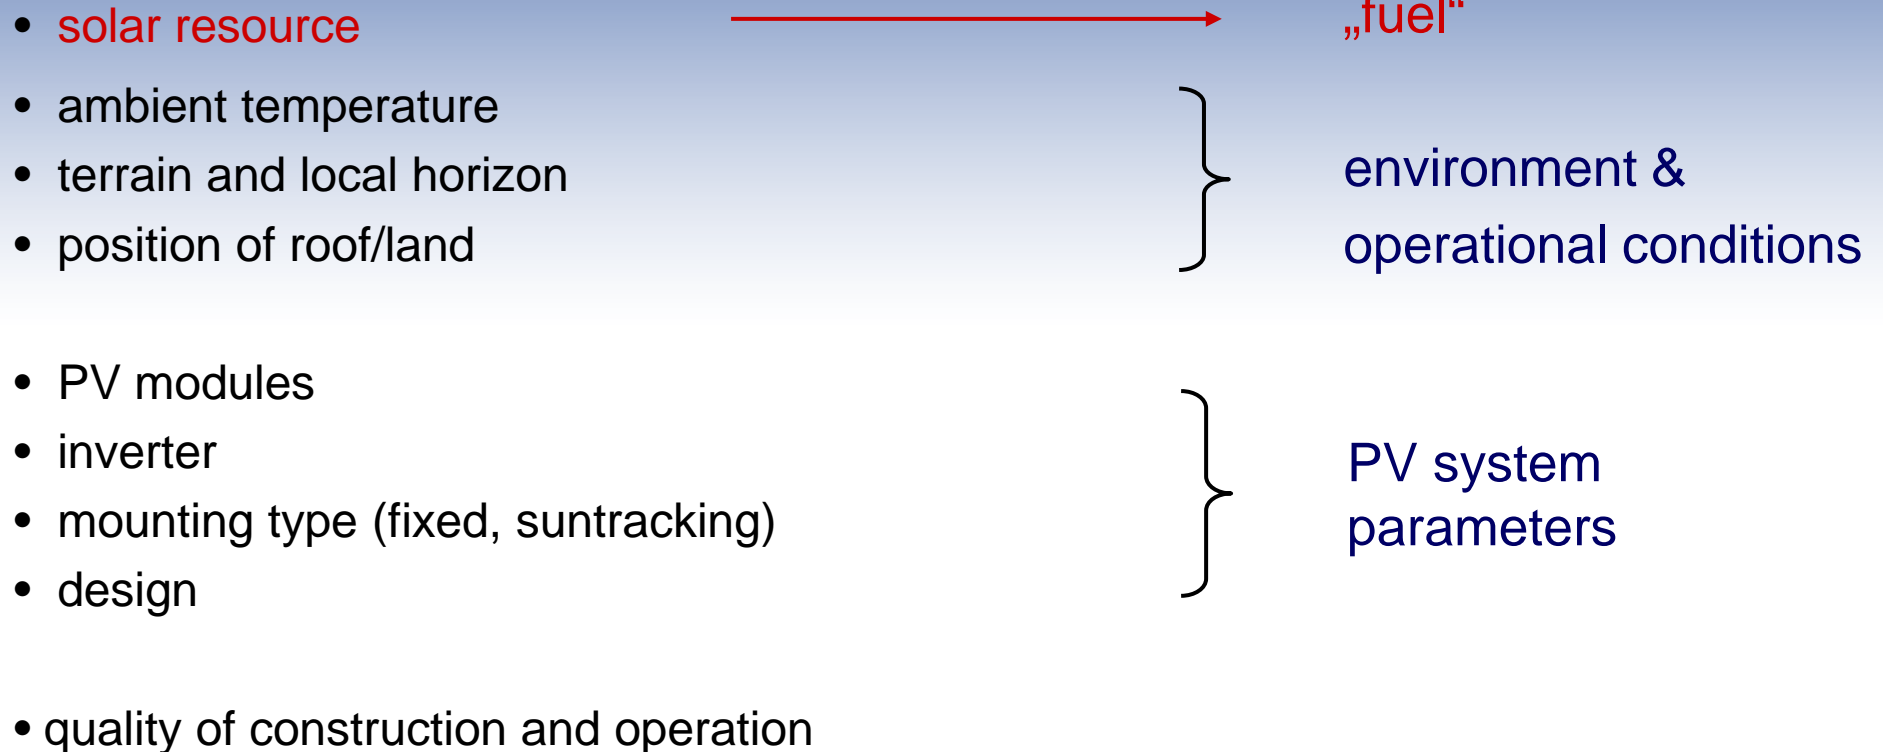 • solar resource „fuel“
• ambient temperature
• terrain and local horizon environment &
• position of roof/land operational conditions
• PV modules
• inverter PV system
• mounting type (fixed, suntracking) parameters
• design
• quality of construction and operation